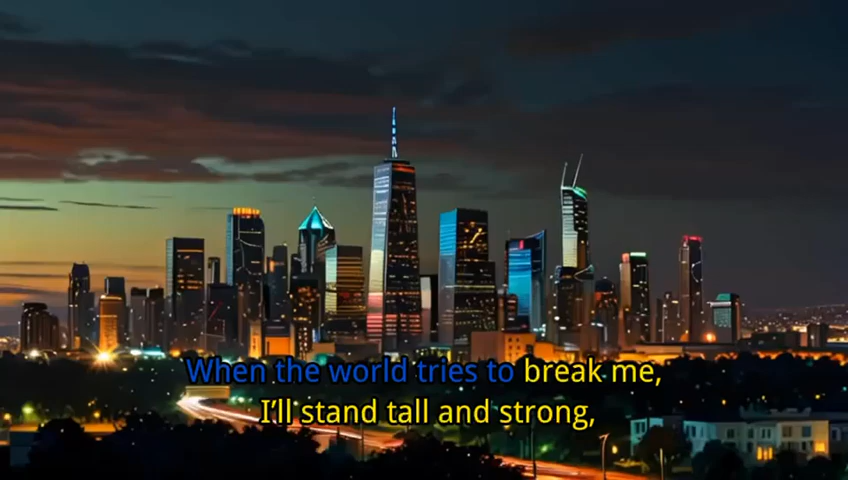 When the world tries to break me,
I'll stand tall and strong,